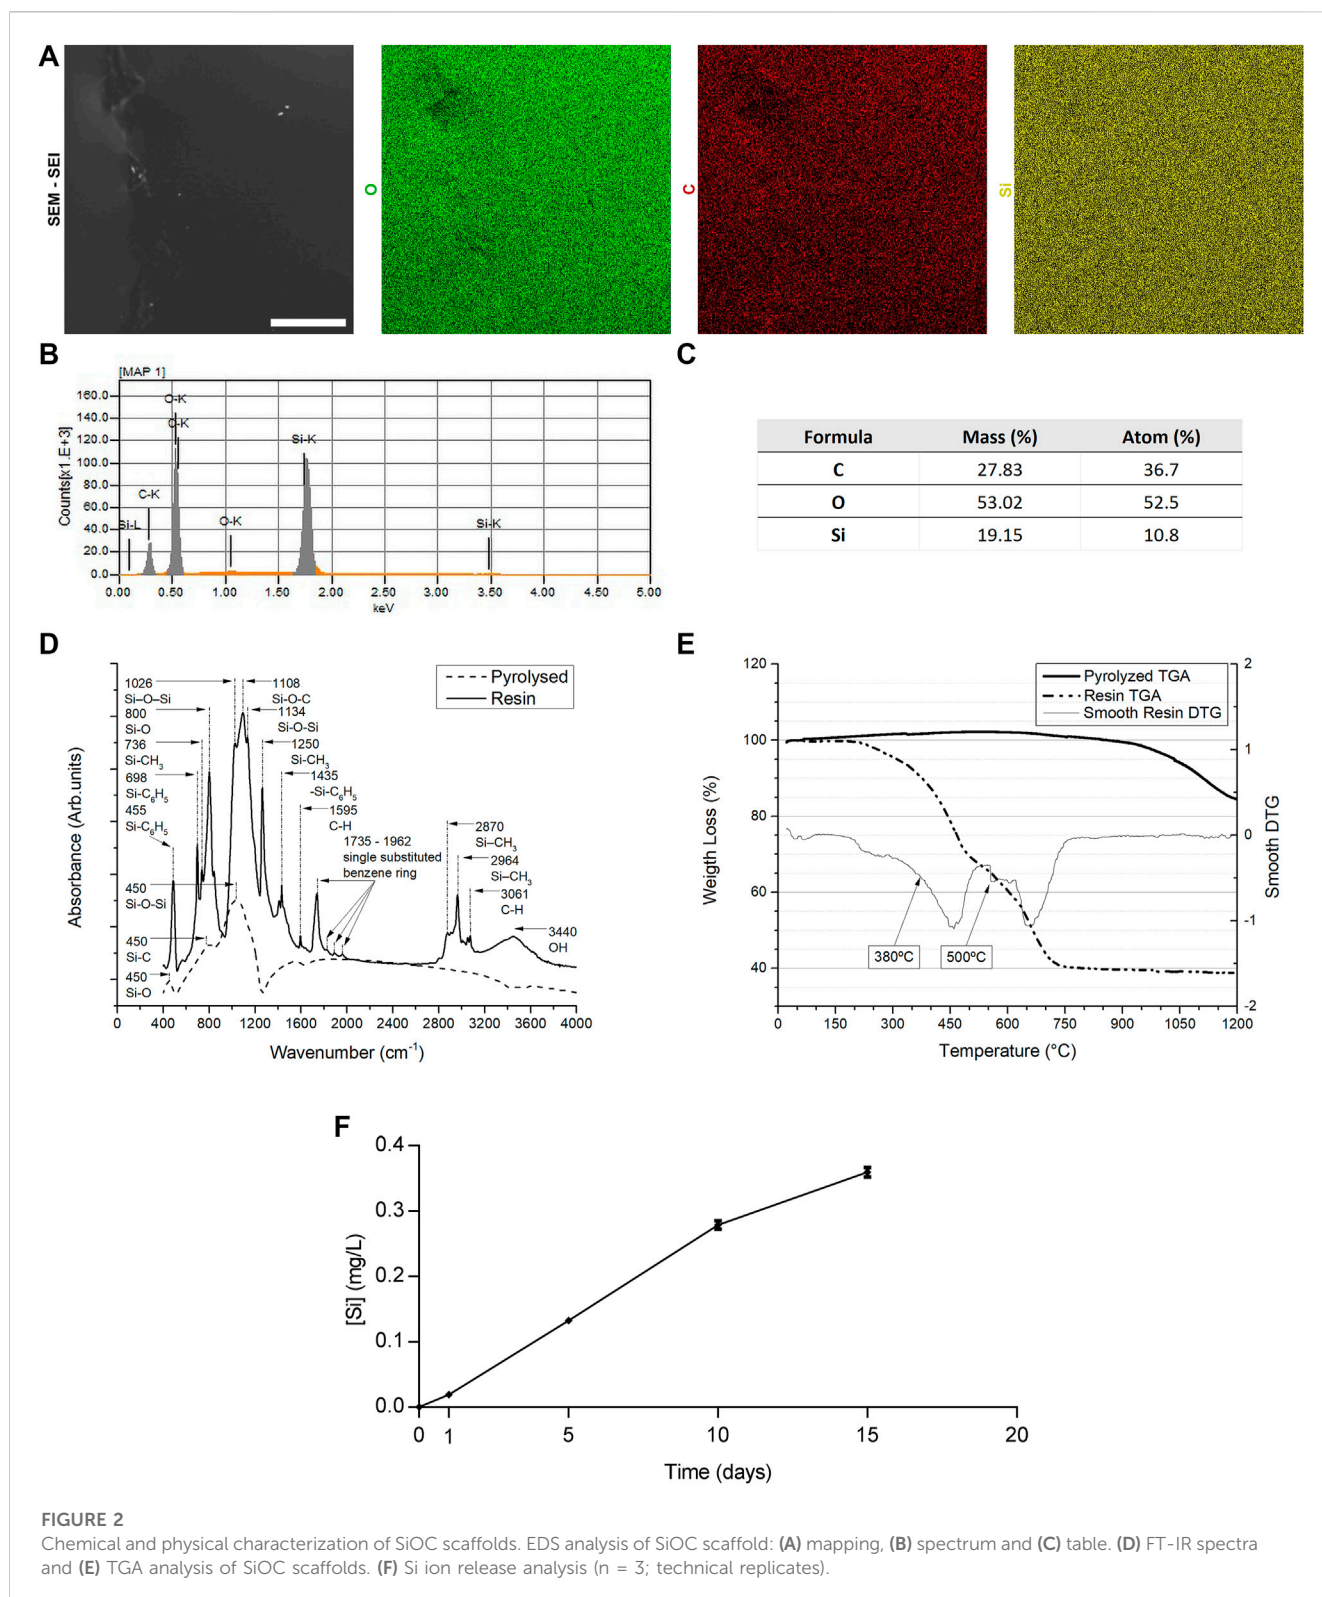 A
SEM - SEI
O
C
Si
B
[MAP 1]
Counts[x1.E+3]
160.0
140.0
120.0
100.0
80.0
60.0
40.0
20.0
0.0
Si-L
C-K
O-K
C-K
O-K
Si-K
Si-K
0.00 0.50 1.00 1.50 2.00 2.50 3.00 3.50 4.00 4.50 5.00
keV
C
Formula Mass (%) Atom (%)
C 27.83 36.7
O 53.02 52.5
Si 19.15 10.8
D
Absorbance (Arb.units)
Pyrolysed
Resin
1026
Si–O–Si
800
Si-O
736
Si-CH3
698
Si-C6H5
455
Si-C6H5
450
Si-O-Si
450
Si-C
450
Si-O
1108
Si-O-C
1134
Si-O-Si
1250
Si-CH3
1435
-Si-C6H5
1595
C-H
1735 - 1962
single substituted
benzene ring
2870
Si–CH3
2964
Si–CH3
3061
C-H
3440
OH
0 400 800 1200 1600 2000 2800 3200 3600 4000
Wavenumber (cm-1)
E
Weigth Loss (%)
120
100
80
60
40
Pyrolyzed TGA
Resin TGA
Smooth Resin DTG
380ºC
500ºC
2
1
0
-1
-2
Smooth DTG
0 150 300 450 600 750 900 1050 1200
Temperature (°C)
F
[Si] (mg/L)
0.4
0.3
0.2
0.1
0.0
0 1 5 10 15 20
Time (days)
FIGURE 2
Chemical and physical characterization of SiOC scaffolds. EDS analysis of SiOC scaffold: (A) mapping, (B) spectrum and (C) table. (D) FT-IR spectra
and (E) TGA analysis of SiOC scaffolds. (F) Si ion release analysis (n = 3; technical replicates).